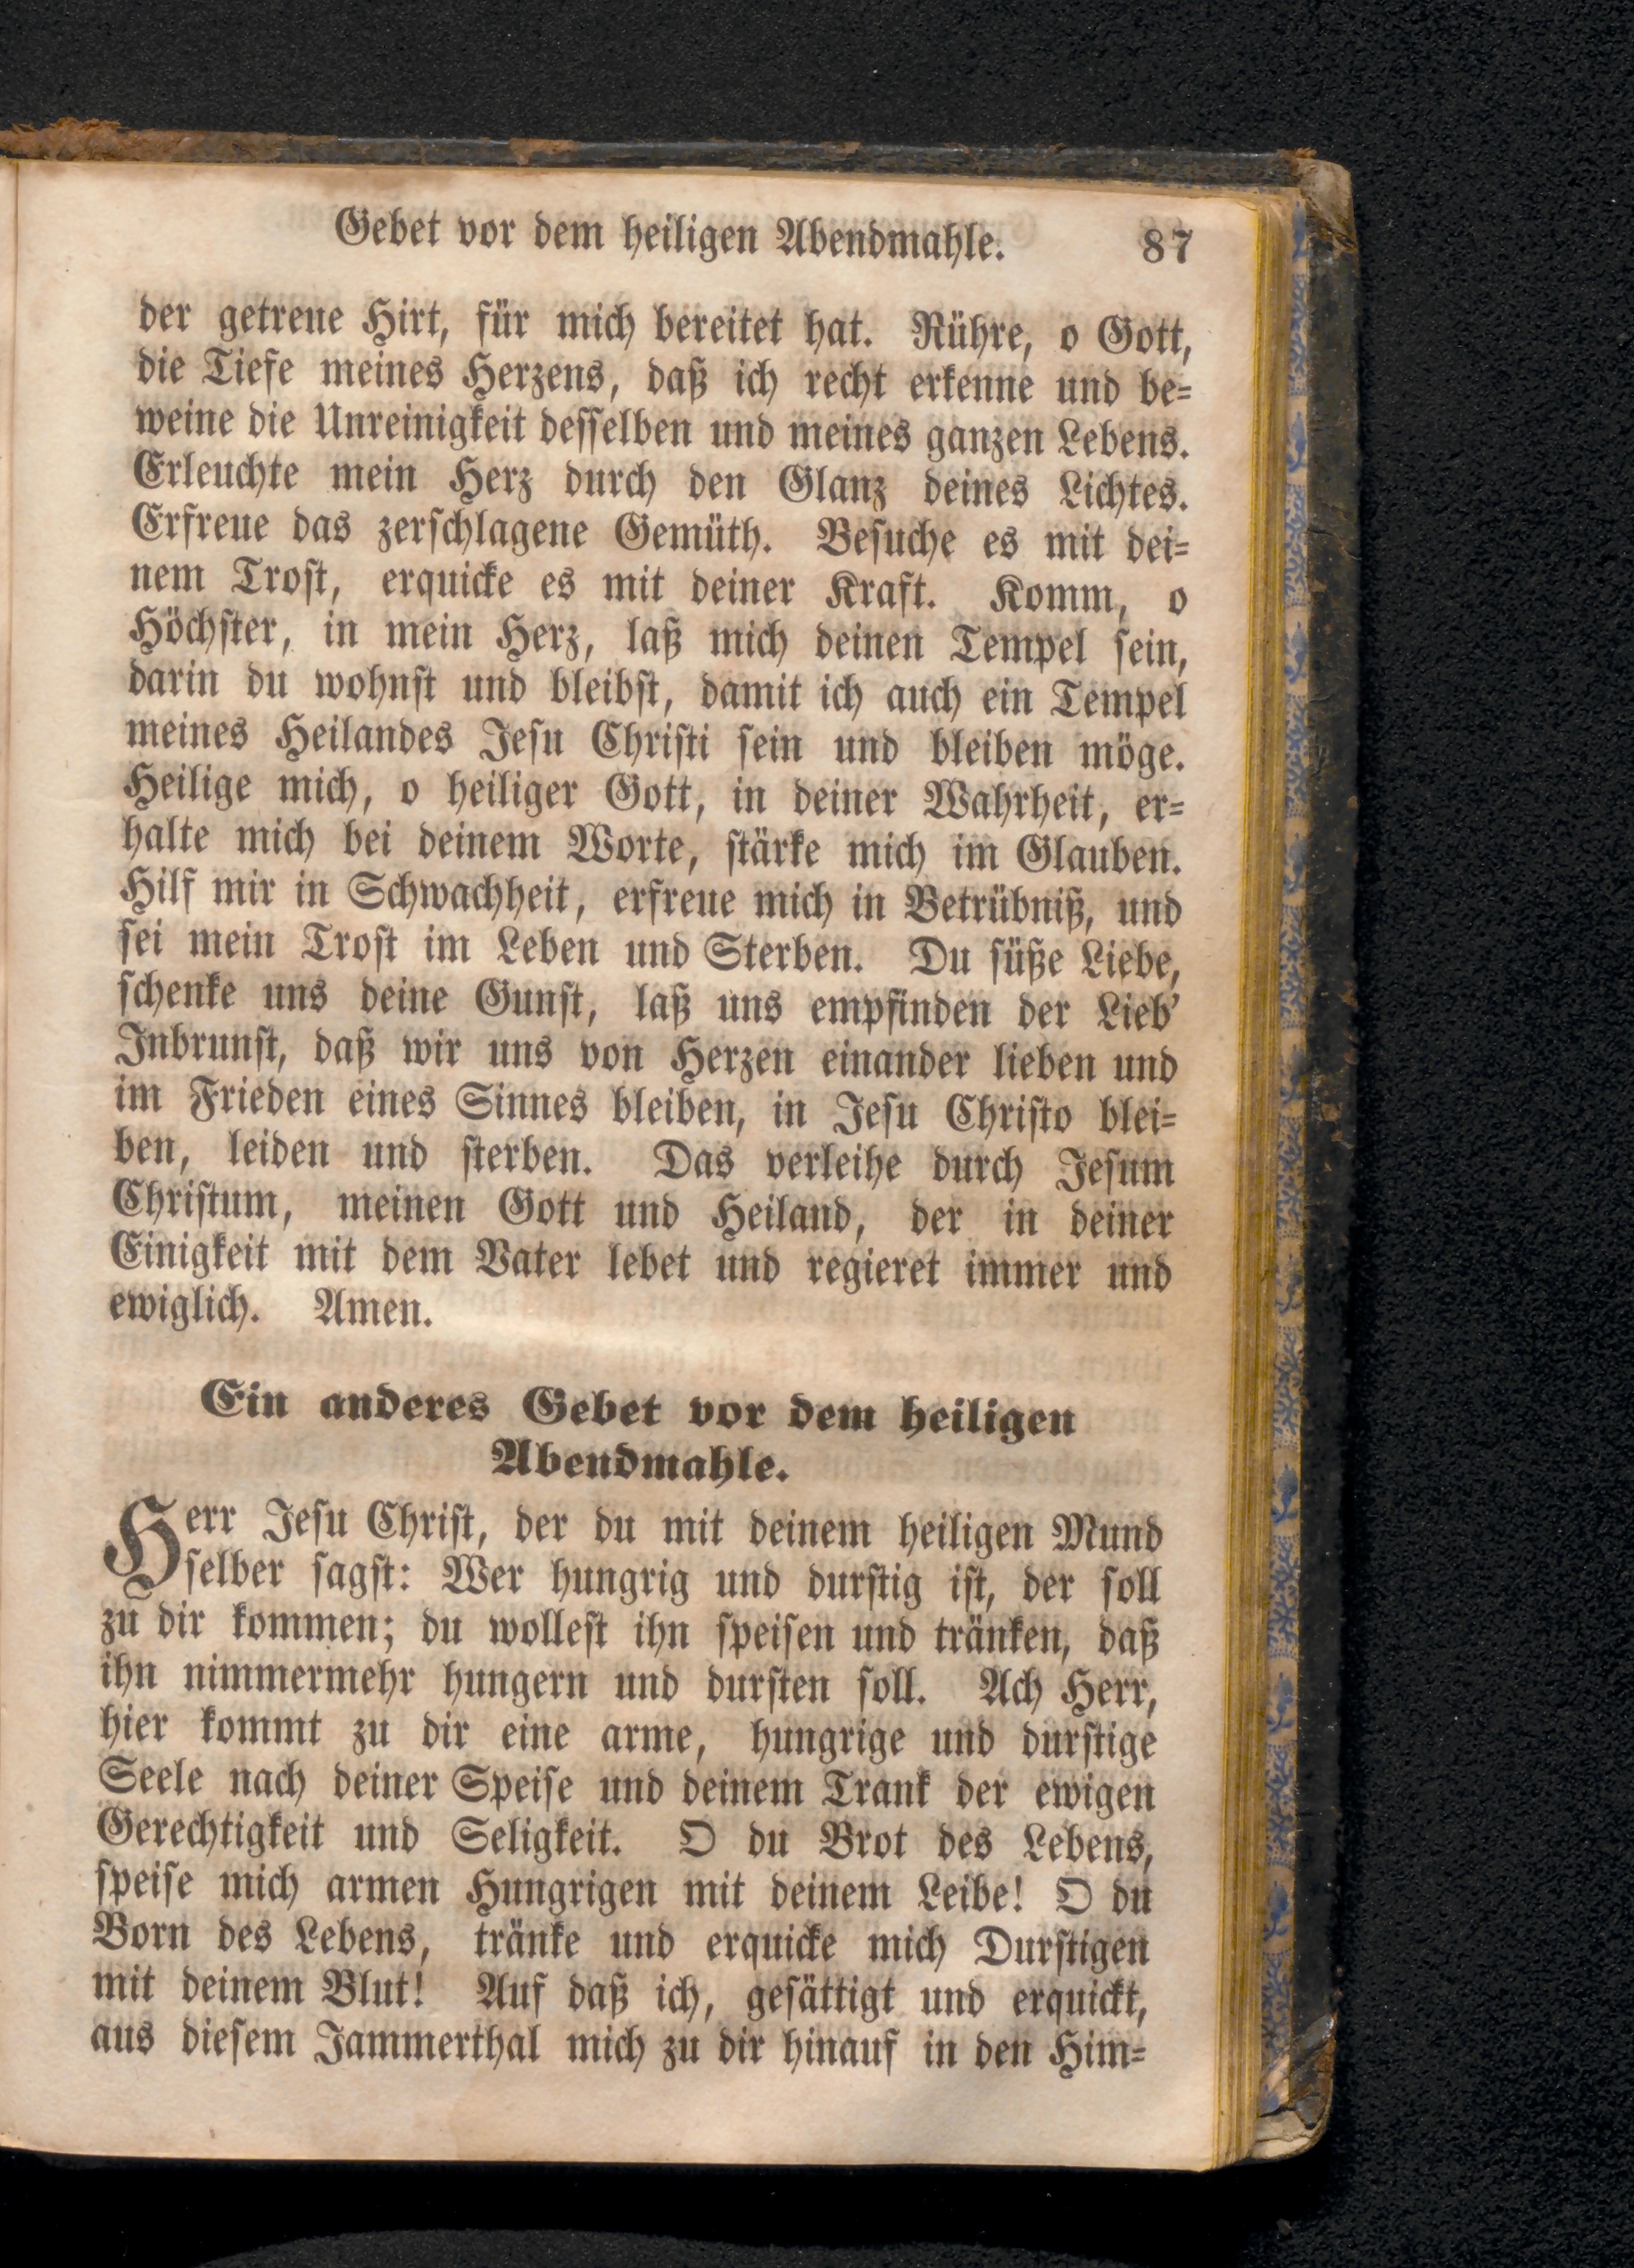 Gebet vor dem heiligen Abendmahle. 87
der getreue Hirt, für mich bereitet hat. Rühre, o Gott,
die Tiefe meines Herzens, daß ich recht erkenne und be=
weine die Unreinigkeit desselben und meines ganzen Lebens.
Erleuchte mein Herz durch den Glanz deines Lichtes.
Erfreue das zerschlagene Gemüth. Besuche es mit dei=
nem Trost, erquicke es mit deiner Kraft. Komm, o
Höchster, in mein Herz, laß mich deinen Tempel sein,
darin du wohnst und bleibst, damit ich auch ein Tempel
meines Heilandes Jesu Christi sein und bleiben möge.
Heilige mich, o heiliger Gott, in deiner Wahrheit, er=
halte mich bei deinem Worte, stärke mich im Glauben.
Hilf mir in Schwachheit, erfreue mich in Betrübniß, und
sei mein Trost im Leben und Sterben. Du süße Liebe,
schenke uns deine Gunst, laß uns empfinden der Lieb'
Inbrunst, daß wir uns von Herzen einander lieben und
im Frieden eines Sinnes bleiben, in Jesu Christo blei=
ben, leiden und sterben. Das verleihe durch Jesum
Christum, meinen Gott und Heiland, der in deiner
Einigkeit mit dem Vater lebet und regieret immer und
ewiglich. Amen.
Ein anderes Gebet vor dem heiligen
Abendmahle.
Herr Jesu Christ, der du mit deinem heiligen Mund
selber sagst: Wer hungrig und durstig ist, der soll
zu dir kommen; du wollest ihn speisen und tränken, daß
ihn nimmermehr hungern und dursten soll. Ach Herr,
hier kommt zu dir eine arme, hungrige und durstige
Seele nach deiner Speise und deinem Trank der ewigen
Gerechtigkeit und Seligkeit. O du Brot des Lebens,
speise mich armen Hungrigen mit deinem Leibe! O du
Born des Lebens, tränke und erquicke mich Durstigen
mit deinem Blut! Auf daß ich, gesättigt und erquickt,
aus diesem Jammerthal mich zu dir hinauf in den Him=